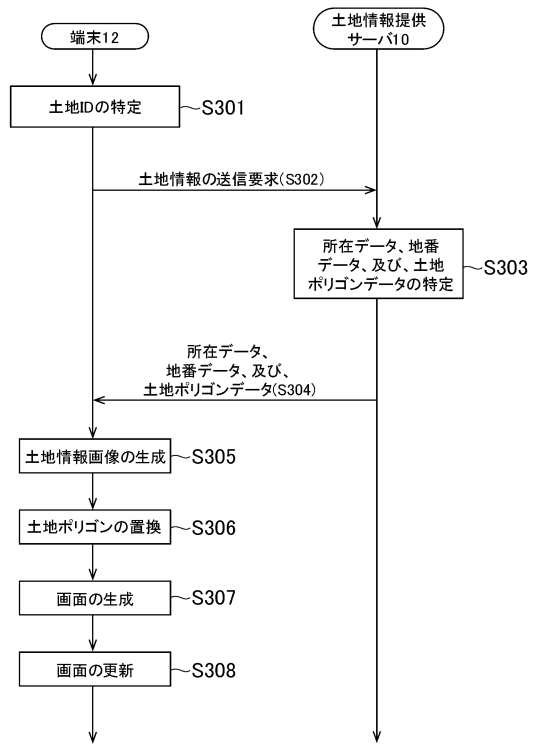 端末12
土地情報提供
サーバ10
土地IDの特定
S301
土地情報の送信要求(S302)
所在データ、地番
データ、及び、土地
ポリゴンデータの特定
S303
所在データ、
地番データ、及び、
土地ポリゴンデータ(S304)
土地情報画像の生成
S305
土地ポリゴンの置換
S306
画面の生成
S307
画面の更新
S308